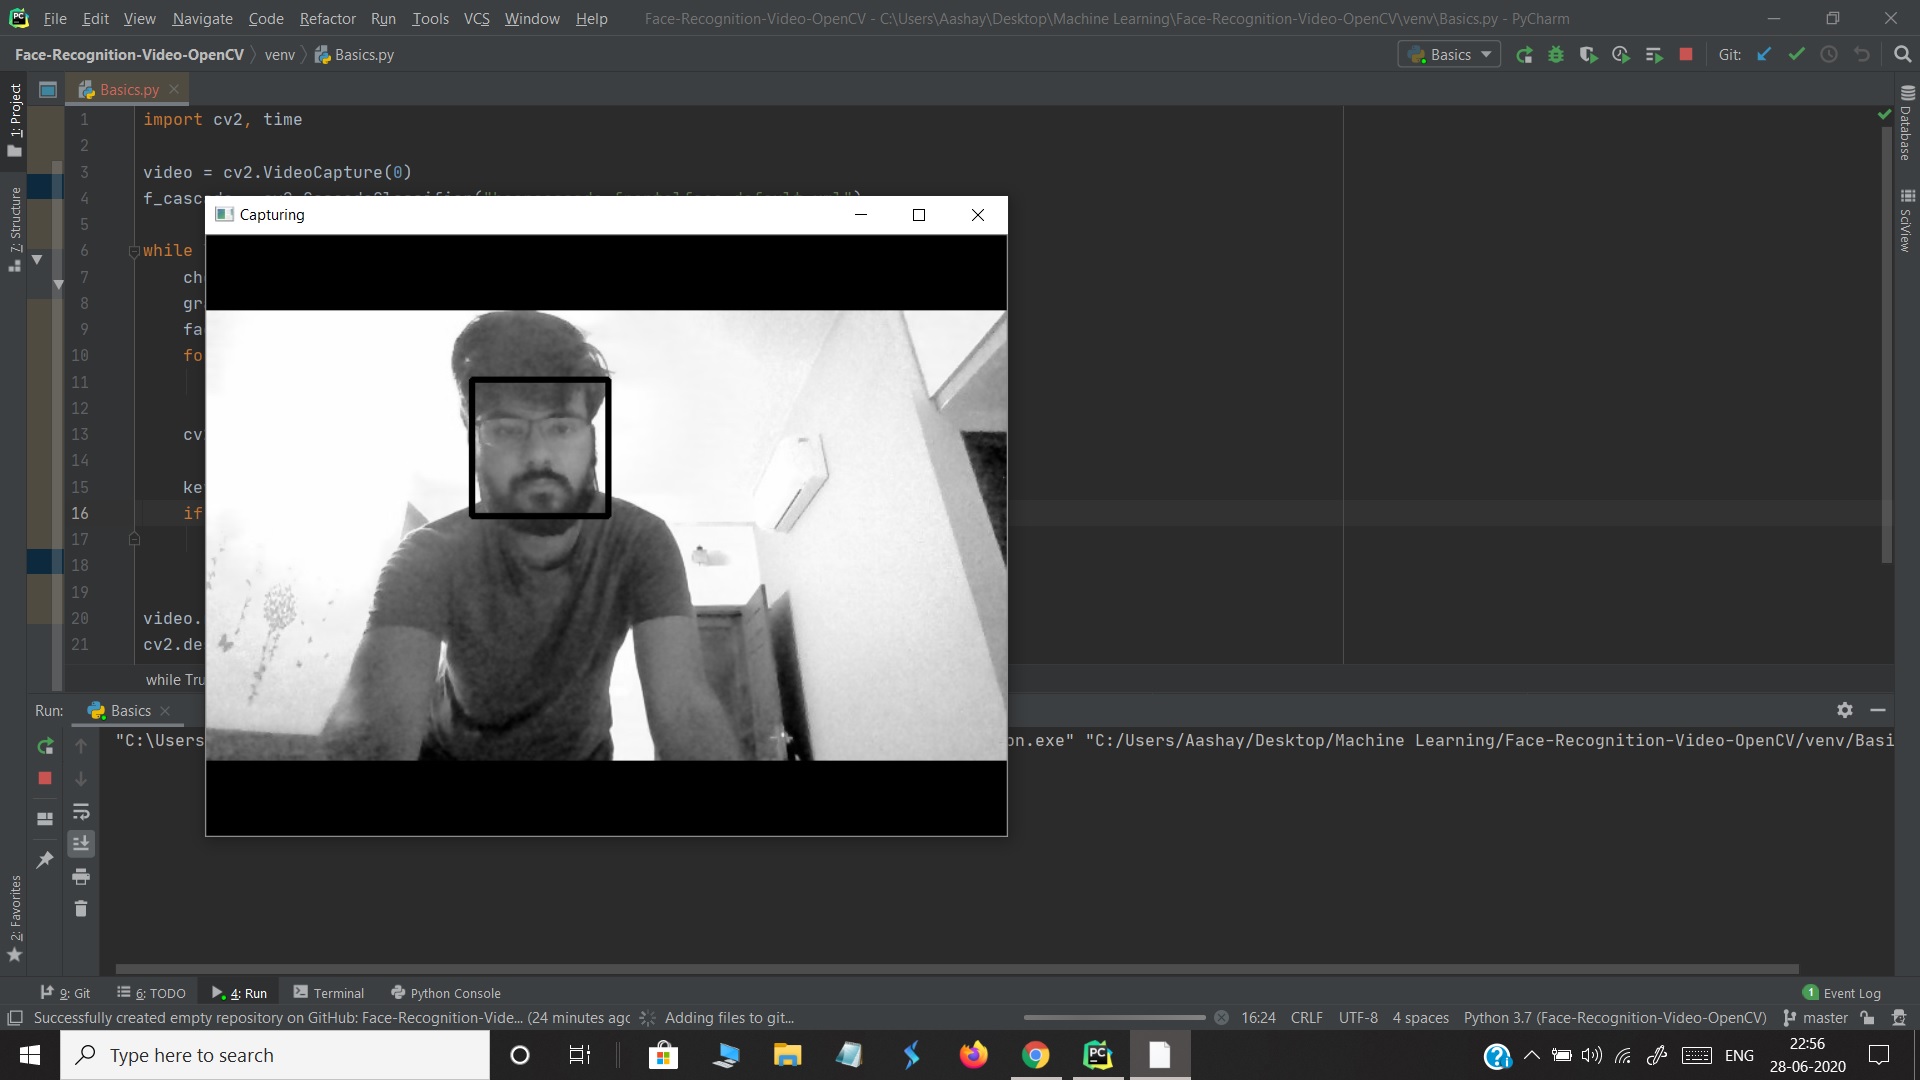 File Edit View Navigate Code Refactor Run Tools VCS Window Help Face-Recognition-Video-OpenCV - C:\Users\Aashay\Desktop\Machine Learning\Face-Recognition-Video-OpenCV\venv\Basics.py - PyCharm
Face-Recognition-Video-OpenCV venv Basics.py Basics Git:
1: Project
7: Structure
2: Favorites
Basics.py
Database
SciView
1 import cv2, time
2
3 video = cv2.VideoCapture(0)
4 f_casc
5
6 while
7 ch
8 gr
9 fa
10 fo
11
12
13 cv
14
15 ke
16 if
17
18
19
20 video.
21 cv2.de
while Tru
Capturing
Run: Basics
"C:\Users on.exe" "C:/Users/Aashay/Desktop/Machine Learning/Face-Recognition-Video-OpenCV/venv/Basi
9: Git 6: TODO 4: Run Terminal Python Console 1 Event Log
Successfully created empty repository on GitHub: Face-Recognition-Vide... (24 minutes agc Adding files to git... 16:24 CRLF UTF-8 4 spaces Python 3.7 (Face-Recognition-Video-OpenCV) master
Type here to search ENG 22:56
28-06-2020